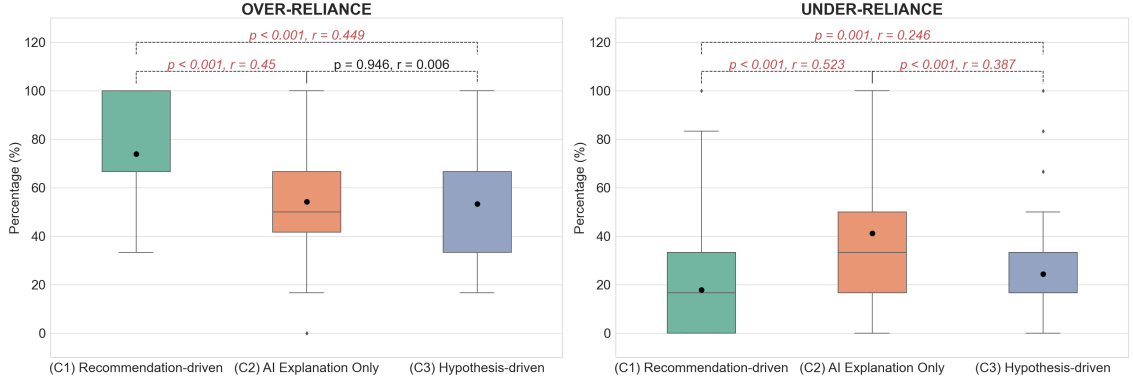 OVER-RELIANCE
p < 0.001, r = 0.449
p < 0.001, r = 0.45
p = 0.946, r = 0.006
Percentage (%)
120
100
80
60
40
20
0
(C1) Recommendation-driven
(C2) AI Explanation Only
(C3) Hypothesis-driven
UNDER-RELIANCE
p = 0.001, r = 0.246
p < 0.001, r = 0.523
p < 0.001, r = 0.387
Percentage (%)
120
100
80
60
40
20
0
(C1) Recommendation-driven
(C2) AI Explanation Only
(C3) Hypothesis-driven